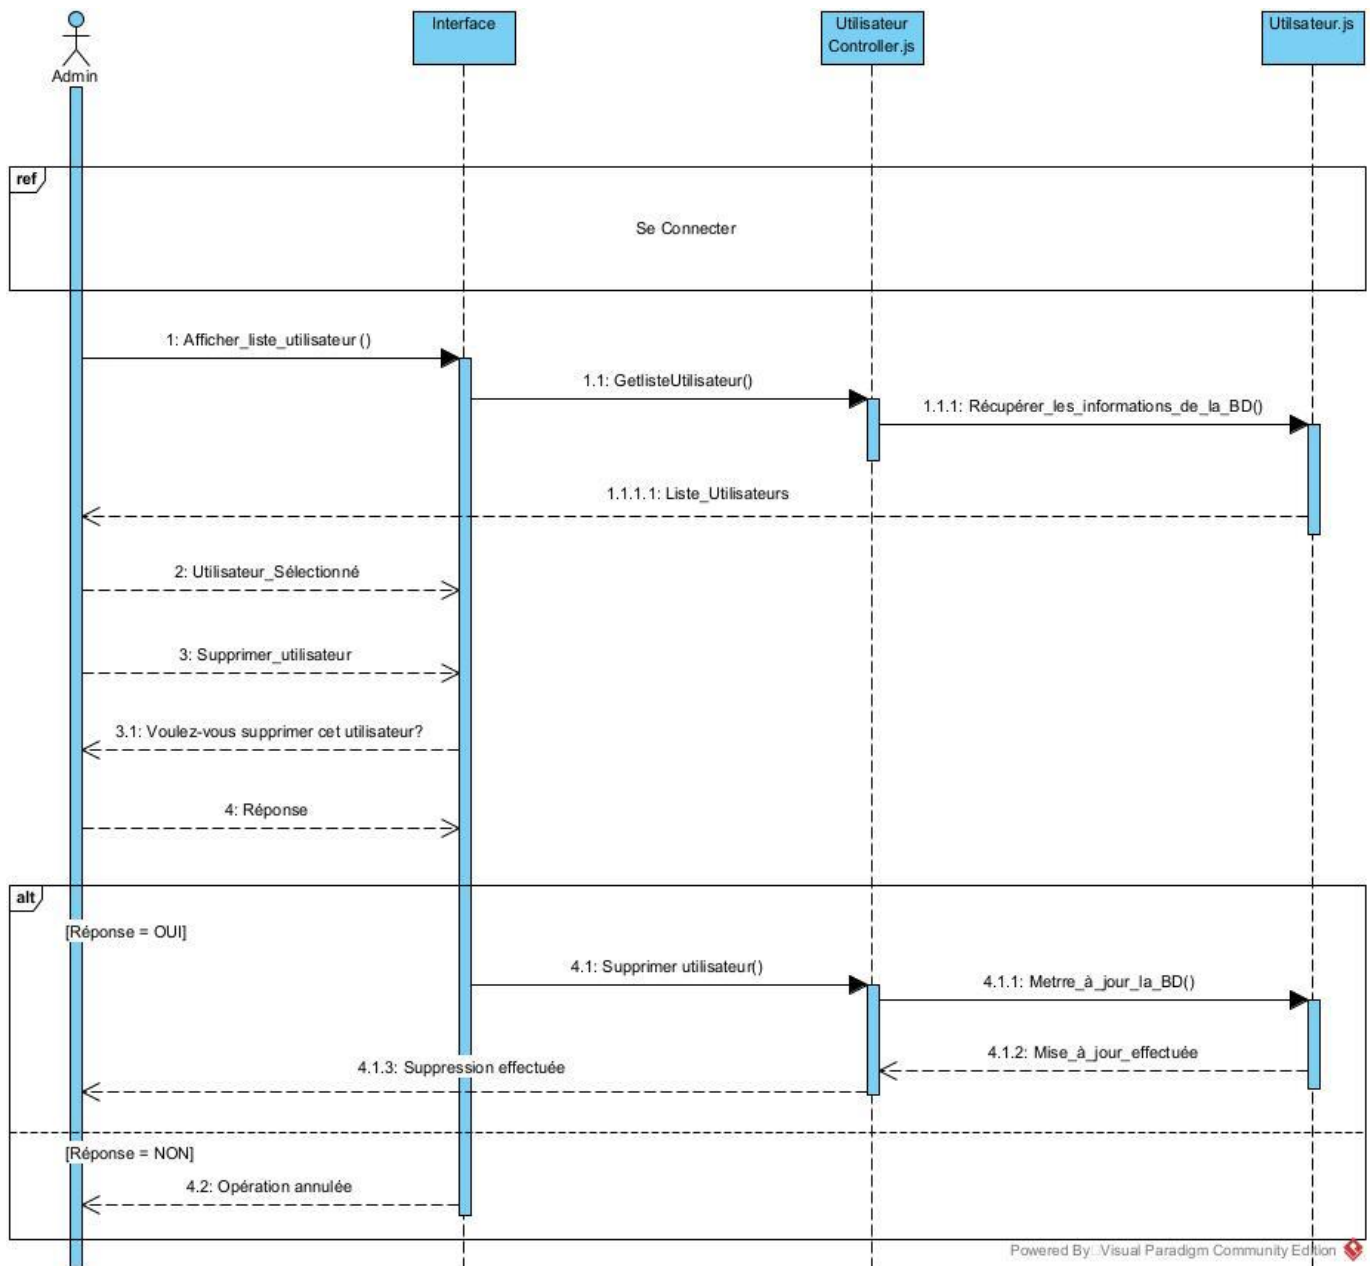 Admin
Interface
Utilisateur
Controller.js
Utilsateur.js
ref
Se Connecter
1: Afficher_liste_utilisateur ()
1.1: GetlisteUtilisateur()
1.1.1: Récupérer_les_informations_de_la_BD()
1.1.1.1: Liste_Utilisateurs
2: Utilisateur_Sélectionné
3: Supprimer_utilisateur
3.1: Voulez-vous supprimer cet utilisateur?
4: Réponse
alt
[Réponse = OUI]
4.1: Supprimer utilisateur()
4.1.1: Metrre_à_jour_la_BD()
4.1.2: Mise_à_jour_effectuée
4.1.3: Suppression effectuée
[Réponse = NON]
4.2: Opération annulée
Powered By Visual Paradigm Community Edition